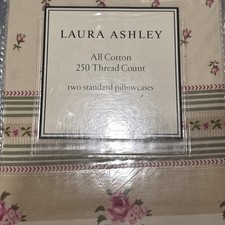 LAURA ASHLEY
All Cotton
250 Thread Count
two standard pillowcases